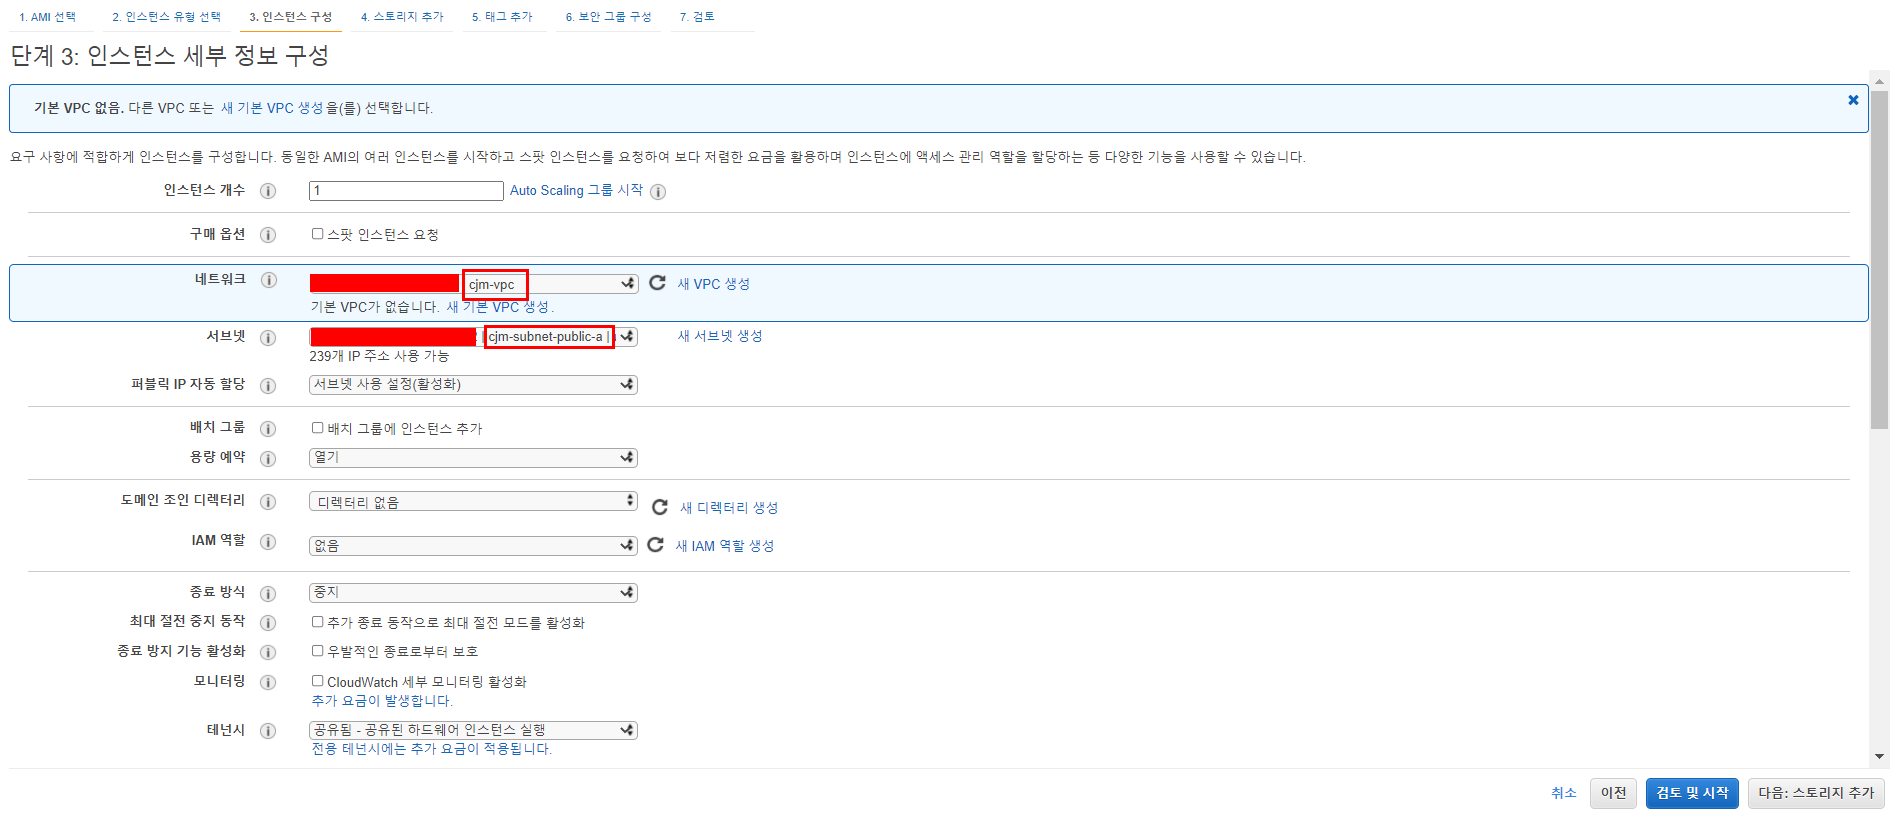 1. AMI 선택 2. 인스턴스 유형 선택 3. 인스턴스 구성 4. 스토리지 추가 5. 태그 추가 6. 보안 그룹 구성 7. 검토
단계 3: 인스턴스 세부 정보 구성
기본 VPC 없음. 다른 VPC 또는 새 기본 VPC 생성을(를) 선택합니다.
요구 사항에 적합하게 인스턴스를 구성합니다. 동일한 AMI의 여러 인스턴스를 시작하고 스팟 인스턴스를 요청하여 보다 저렴한 요금을 활용하며 인스턴스에 액세스 관리 역할을 할당하는 등 다양한 기능을 사용할 수 있습니다.
인스턴스 개수 1 Auto Scaling 그룹 시작
구매 옵션 스팟 인스턴스 요청
네트워크 cjm-vpc 새 VPC 생성
기본 VPC가 없습니다. 새 기본 VPC 생성.
서브넷 cjm-subnet-public-a | 새 서브넷 생성
239개 IP 주소 사용 가능
퍼블릭 IP 자동 할당 서브넷 사용 설정(활성화)
배치 그룹 배치 그룹에 인스턴스 추가
용량 예약 열기
도메인 조인 디렉터리 디렉터리 없음 새 디렉터리 생성
IAM 역할 없음 새 IAM 역할 생성
종료 방식 중지
최대 절전 중지 동작 추가 종료 동작으로 최대 절전 모드를 활성화
종료 방지 기능 활성화 우발적인 종료로부터 보호
모니터링 CloudWatch 세부 모니터링 활성화
추가 요금이 발생합니다.
테넌시 공유됨 - 공유된 하드웨어 인스턴스 실행
전용 테넌시에는 추가 요금이 적용됩니다.
취소 이전 검토 및 시작 다음: 스토리지 추가